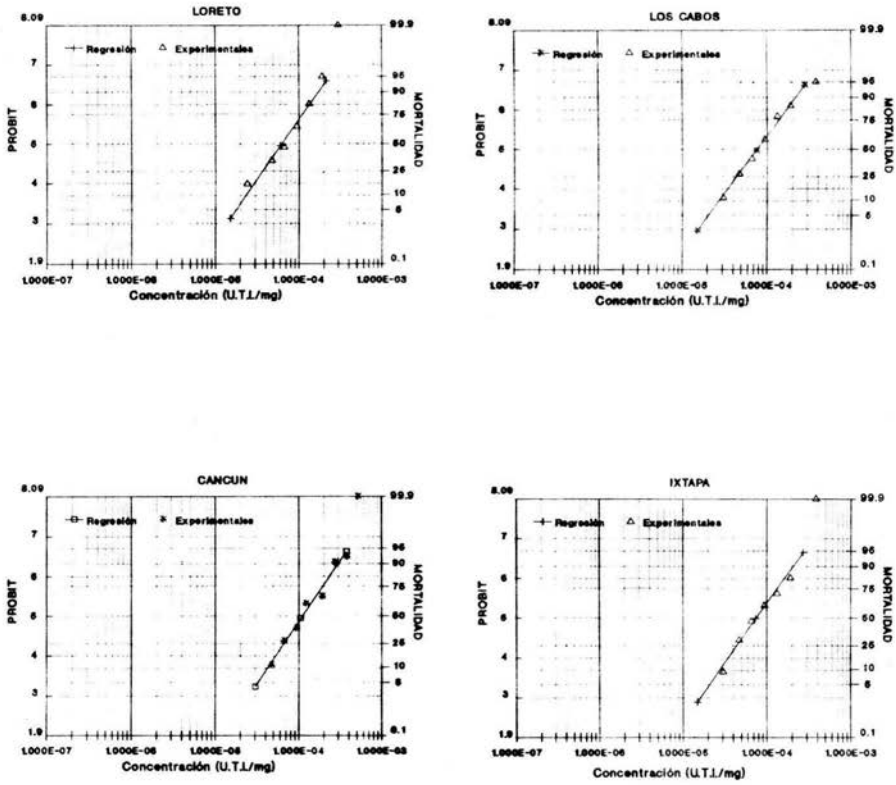 LORETO
8.09
7
6
5
4
3
1.9
PROBIT
Regresión Experimentales
99.9
95
90
75
50
25
10
5
0.1
MORTALIDAD
1.000E-07 1.000E-06 1.000E-05 1.000E-04 1.000E-03
Concentración (U.T.I./mg)
LOS CABOS
8.09
7
6
5
4
3
1.9
PROBIT
Regresión Experimentales
99.9
95
90
75
50
25
10
5
0.1
MORTALIDAD
1.000E-07 1.000E-06 1.000E-05 1.000E-04 1.000E-03
Concentración (U.T.I./mg)
CANCUN
8.09
7
6
5
4
3
1.9
PROBIT
Regresión Experimentales
99.9
95
90
75
50
25
10
5
0.1
MORTALIDAD
1.000E-07 1.000E-06 1.000E-05 1.000E-04 1.000E-03
Concentración (U.T.I./mg)
IXTAPA
8.09
7
6
5
4
3
1.9
PROBIT
Regresión Experimentales
99.9
95
90
75
50
25
10
5
0.1
MORTALIDAD
1.000E-07 1.000E-06 1.000E-05 1.000E-04 1.000E-03
Concentración (U.T.I./mg)